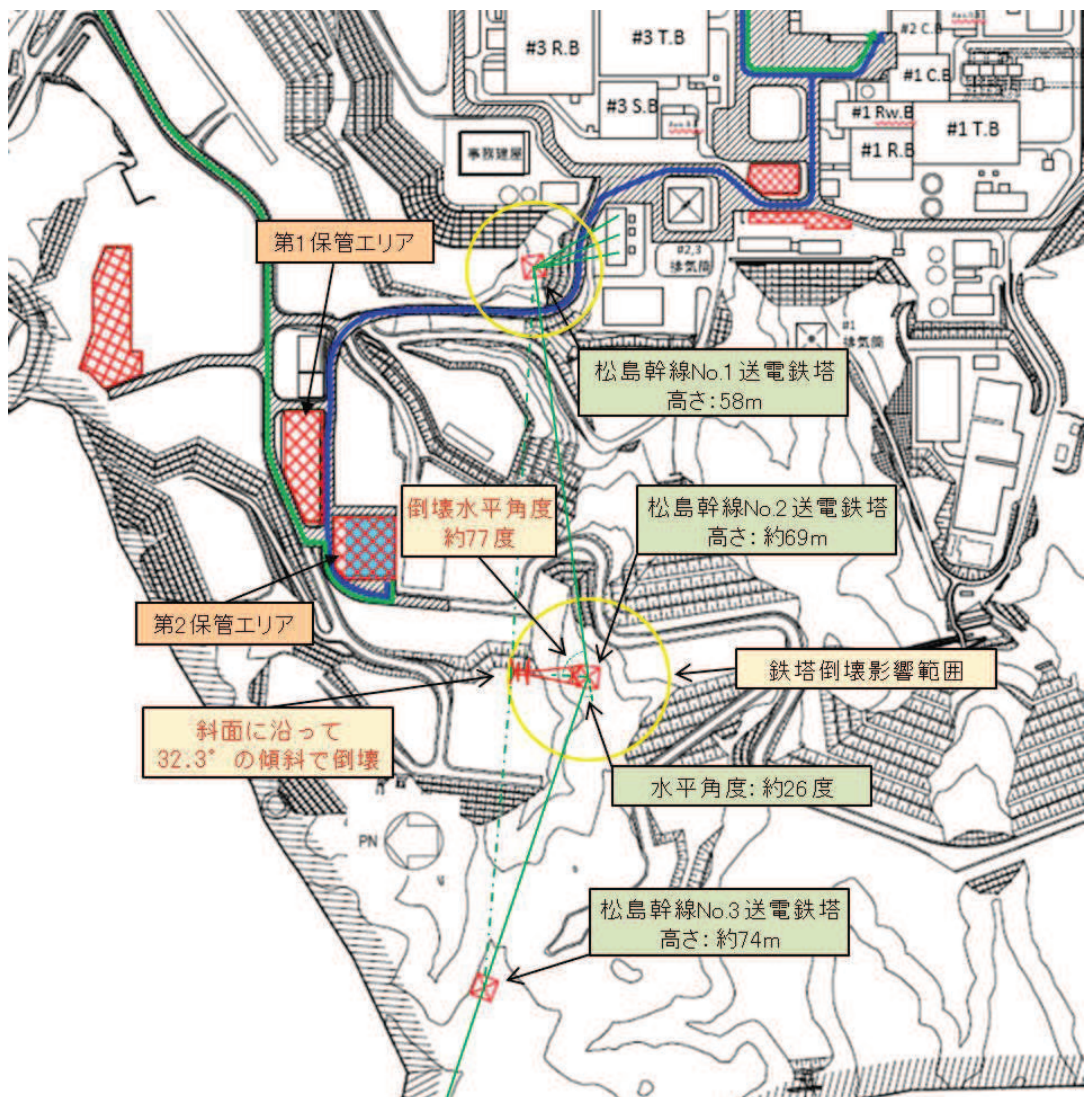 #3 R.B
#3 T.B
#2 C.B
#1 C.B
#3 S.B
#1 Rw.B
#1 T.B
#1 R.B
事務建屋
第1保管エリア
#2,3
排気筒
#1
排気筒
松島幹線No.1送電鉄塔
高さ:58m
倒壊水平角度
約77度
松島幹線No.2送電鉄塔
高さ:約69m
第2保管エリア
鉄塔倒壊影響範囲
斜面に沿って
32.3°の傾斜で倒壊
水平角度:約26度
PN
松島幹線No.3送電鉄塔
高さ:約74m